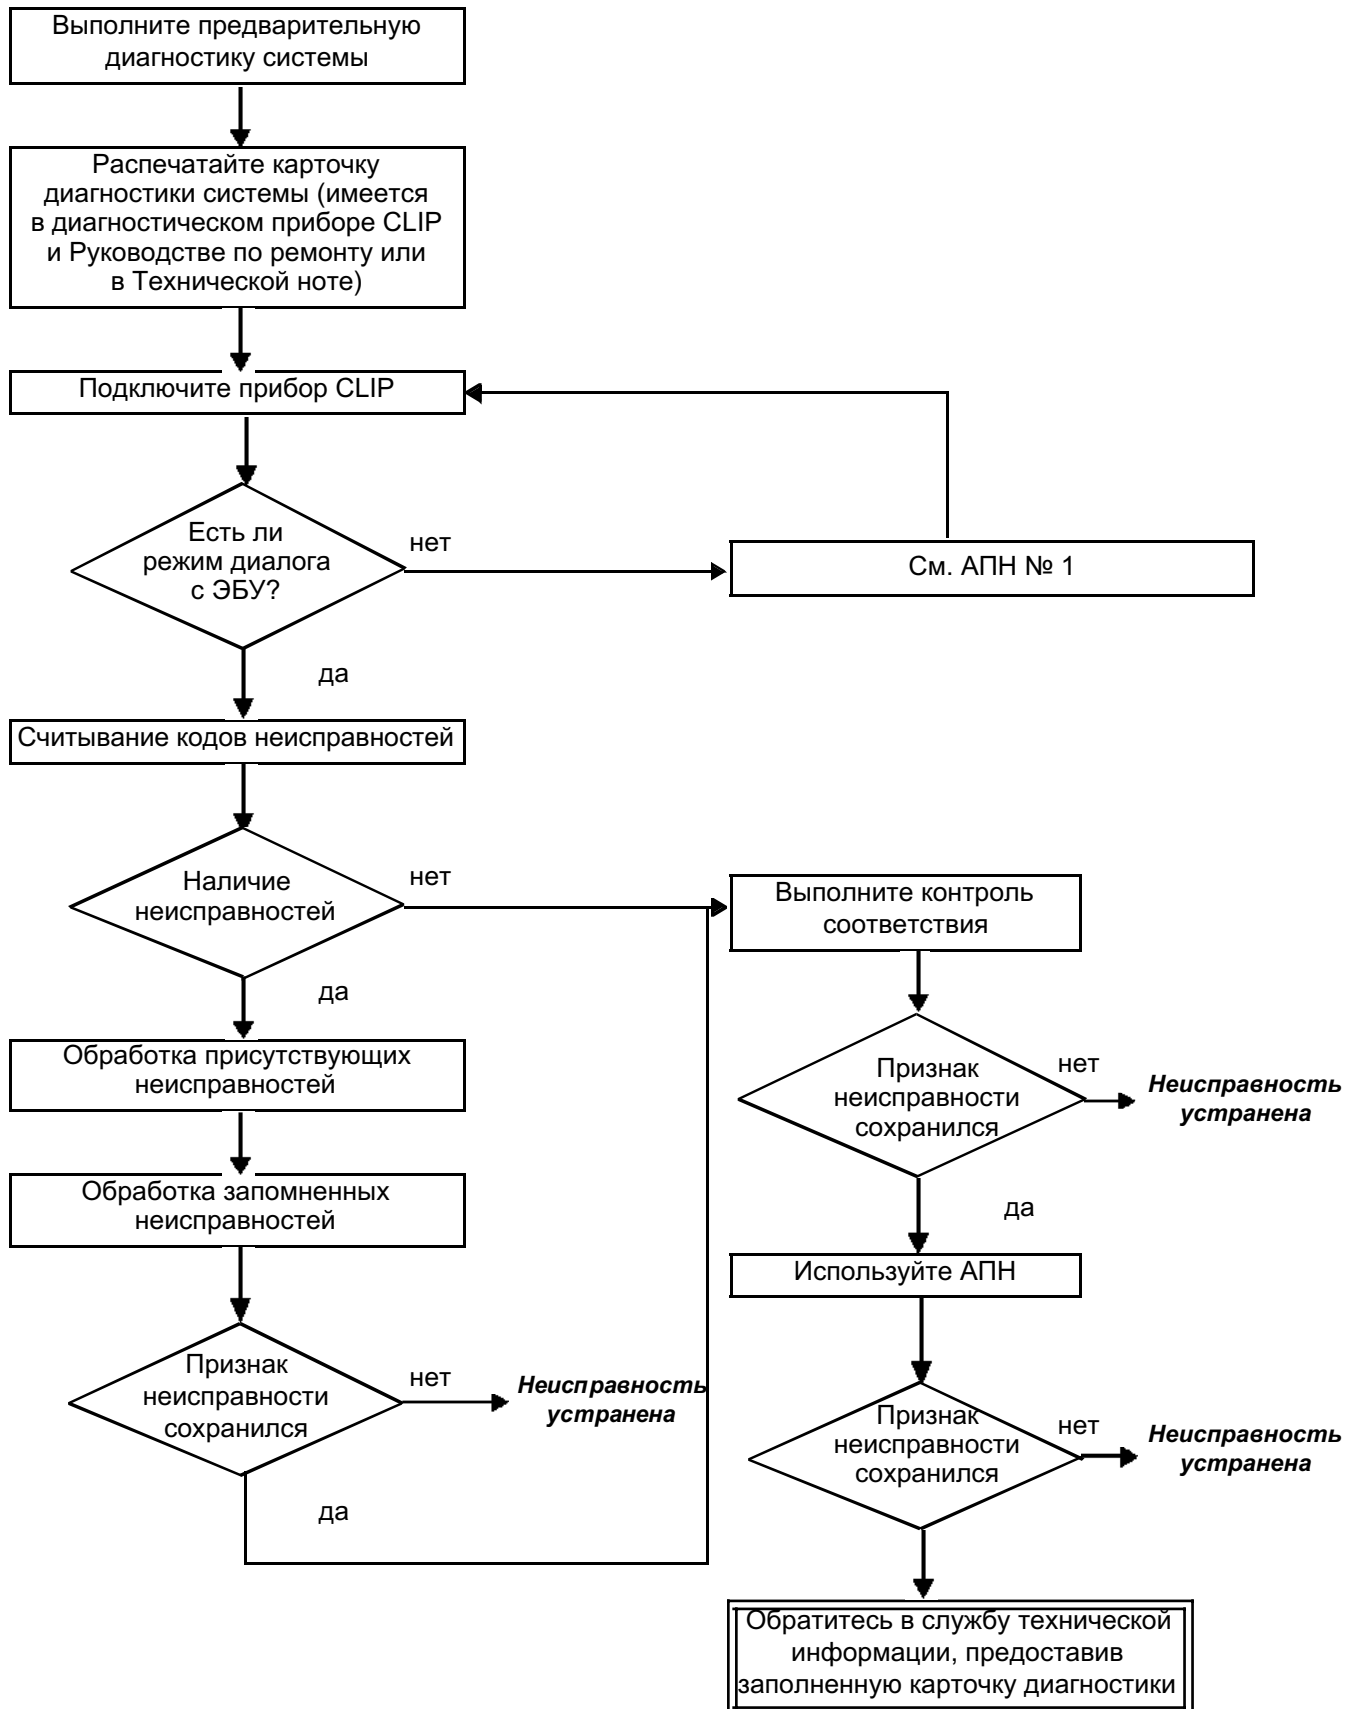 Выполните предварительную
диагностику системы
Распечатайте карточку
диагностики системы (имеется
в диагностическом приборе CLIP
и Руководстве по ремонту или
в Технической ноте)
Подключите прибор CLIP
Есть ли
режим диалога
с ЭБУ?
нет
См. АПН № 1
да
Считывание кодов неисправностей
Наличие
неисправностей
нет
да
Обработка присутствующих
неисправностей
Обработка запомненных
неисправностей
Признак
неисправности
сохранился
нет
Неисправность
устранена
да
Выполните контроль
соответствия
Признак
неисправности
сохранился
нет
Неисправность
устранена
да
Используйте АПН
Признак
неисправности
сохранился
нет
Неисправность
устранена
Обратитесь в службу технической
информации, предоставив
заполненную карточку диагностики